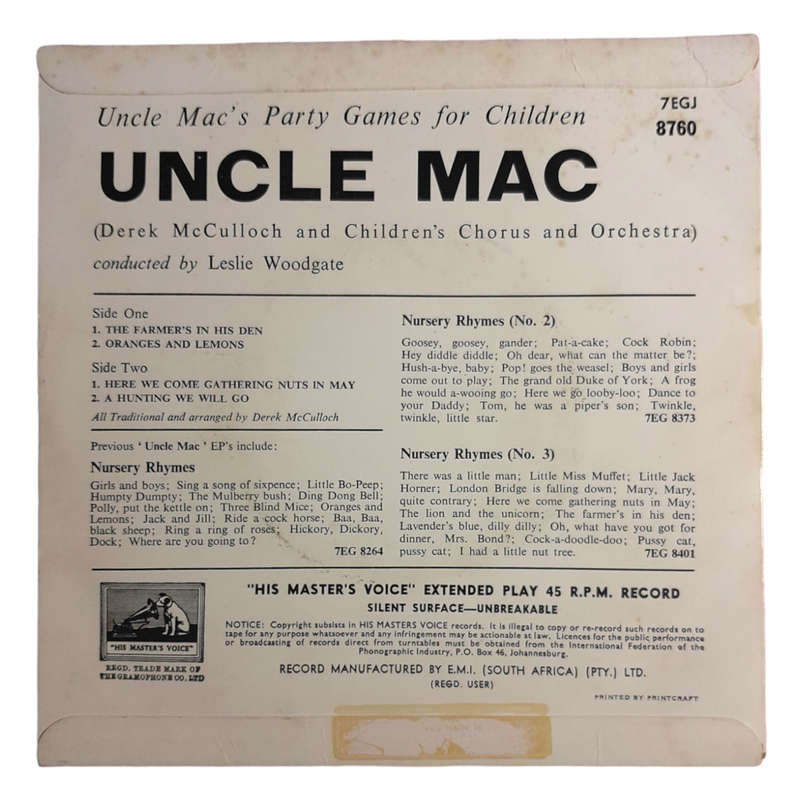 Uncle Mac's Party Games for Children
7EGJ
8760
UNCLE MAC
(Derek McCulloch and Children's Chorus and Orchestra)
conducted by Leslie Woodgate
Side One
1. THE FARMER'S IN HIS DEN
2. ORANGES AND LEMONS
Side Two
1. HERE WE COME GATHERING NUTS IN MAY
2. A HUNTING WE WILL GO
All Traditional and arranged by Derek McCulloch
Previous 'Uncle Mac' EP's include:
Nursery Rhymes
Girls and boys; Sing a song of sixpence; Little Bo-Peep;
Humpty Dumpty; The Mulberry bush; Ding Dong Bell;
Polly, put the kettle on; Three Blind Mice; Oranges and
Lemons; Jack and Jill; Ride a cock horse; Baa, Baa,
black sheep; Ring a ring of roses; Hickory, Dickory,
Dock; Where are you going to?
7EG 8264
Nursery Rhymes (No. 2)
Goosey, goosey, gander; Pat-a-cake; Cock Robin;
Hey diddle diddle; Oh dear, what can the matter be?;
Hush-a-bye, baby; Pop! goes the weasel; Boys and girls
come out to play; The grand old Duke of York; A frog
he would a-wooing go; Here we go looby-loo; Dance to
your Daddy; Tom, he was a piper's son; Twinkle,
twinkle, little star. 7EG 8373
Nursery Rhymes (No. 3)
There was a little man; Little Miss Muffet; Little Jack
Horner; London Bridge is falling down; Mary, Mary,
quite contrary; Here we come gathering nuts in May;
The lion and the unicorn; The farmer's in his den;
Lavender's blue, dilly dilly; Oh, what have you got for
dinner, Mrs. Bond?; Cock-a-doodle-doo; Pussy cat,
pussy cat; I had a little nut tree. 7EG 8401
"HIS MASTER'S VOICE"
REGD. TRADE MARK OF
THE GRAMOPHONE CO. LTD
"HIS MASTER'S VOICE" EXTENDED PLAY 45 R.P.M. RECORD
SILENT SURFACE—UNBREAKABLE
NOTICE: Copyright subsists in HIS MASTERS VOICE records. It is illegal to copy or re-record such records on to
tape for any purpose whatsoever and any infringement may be actionable at law. Licences for the public performance
or broadcasting of records direct from turntables must be obtained from the International Federation of the
Phonographic Industry, P.O. Box 46, Johannesburg.
RECORD MANUFACTURED BY E.M.I. (SOUTH AFRICA) (PTY.) LTD.
(REGD. USER)
PRINTED BY PRINTCRAFT